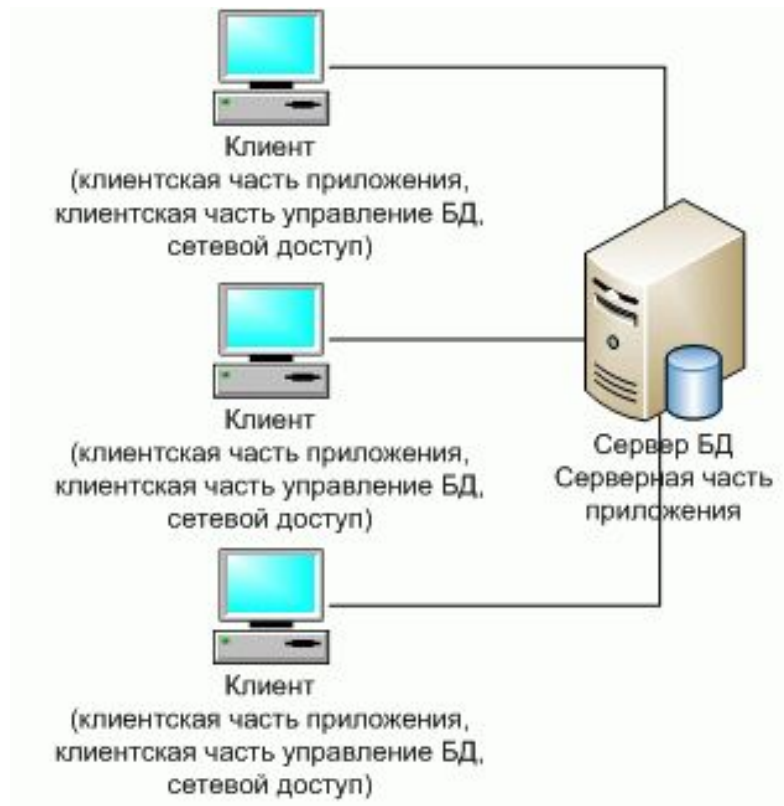 Клиент
(клиентская часть приложения,
клиентская часть управление БД,
сетевой доступ)
Клиент
(клиентская часть приложения,
клиентская часть управление БД,
сетевой доступ)
Сервер БД
Серверная часть
приложения
Клиент
(клиентская часть приложения,
клиентская часть управление БД,
сетевой доступ)